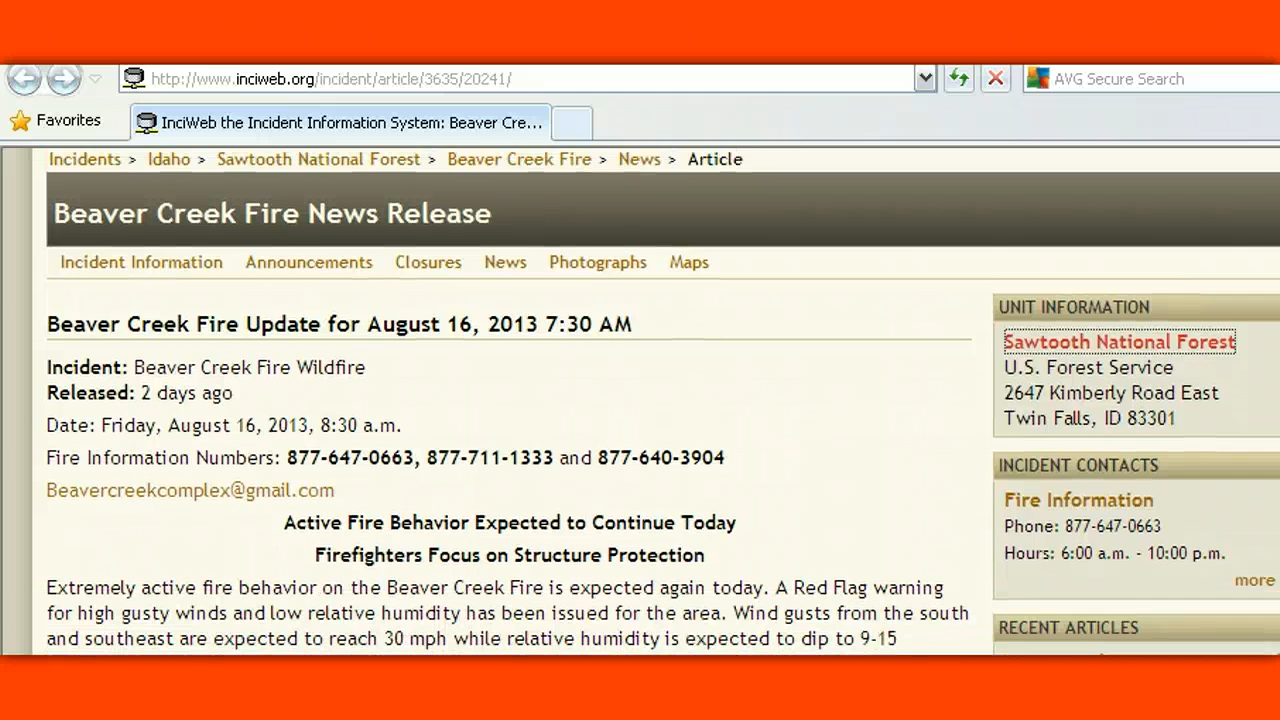 http://www.inciweb.org/incident/article/3635/20241/
AVG Secure Search
Favorites
InciWeb the Incident Information System: Beaver Cre...
Incidents > Idaho > Sawtooth National Forest > Beaver Creek Fire > News > Article
Beaver Creek Fire News Release
Incident Information Announcements Closures News Photographs Maps
Beaver Creek Fire Update for August 16, 2013 7:30 AM
Incident: Beaver Creek Fire Wildfire
Released: 2 days ago
Date: Friday, August 16, 2013, 8:30 a.m.
Fire Information Numbers: 877-647-0663, 877-711-1333 and 877-640-3904
Beavercreekcomplex@gmail.com
Active Fire Behavior Expected to Continue Today
Firefighters Focus on Structure Protection
Extremely active fire behavior on the Beaver Creek Fire is expected again today. A Red Flag warning
for high gusty winds and low relative humidity has been issued for the area. Wind gusts from the south
and southeast are expected to reach 30 mph while relative humidity is expected to dip to 9-15
UNIT INFORMATION
Sawtooth National Forest
U.S. Forest Service
2647 Kimberly Road East
Twin Falls, ID 83301
INCIDENT CONTACTS
Fire Information
Phone: 877-647-0663
Hours: 6:00 a.m. - 10:00 p.m.
more
RECENT ARTICLES